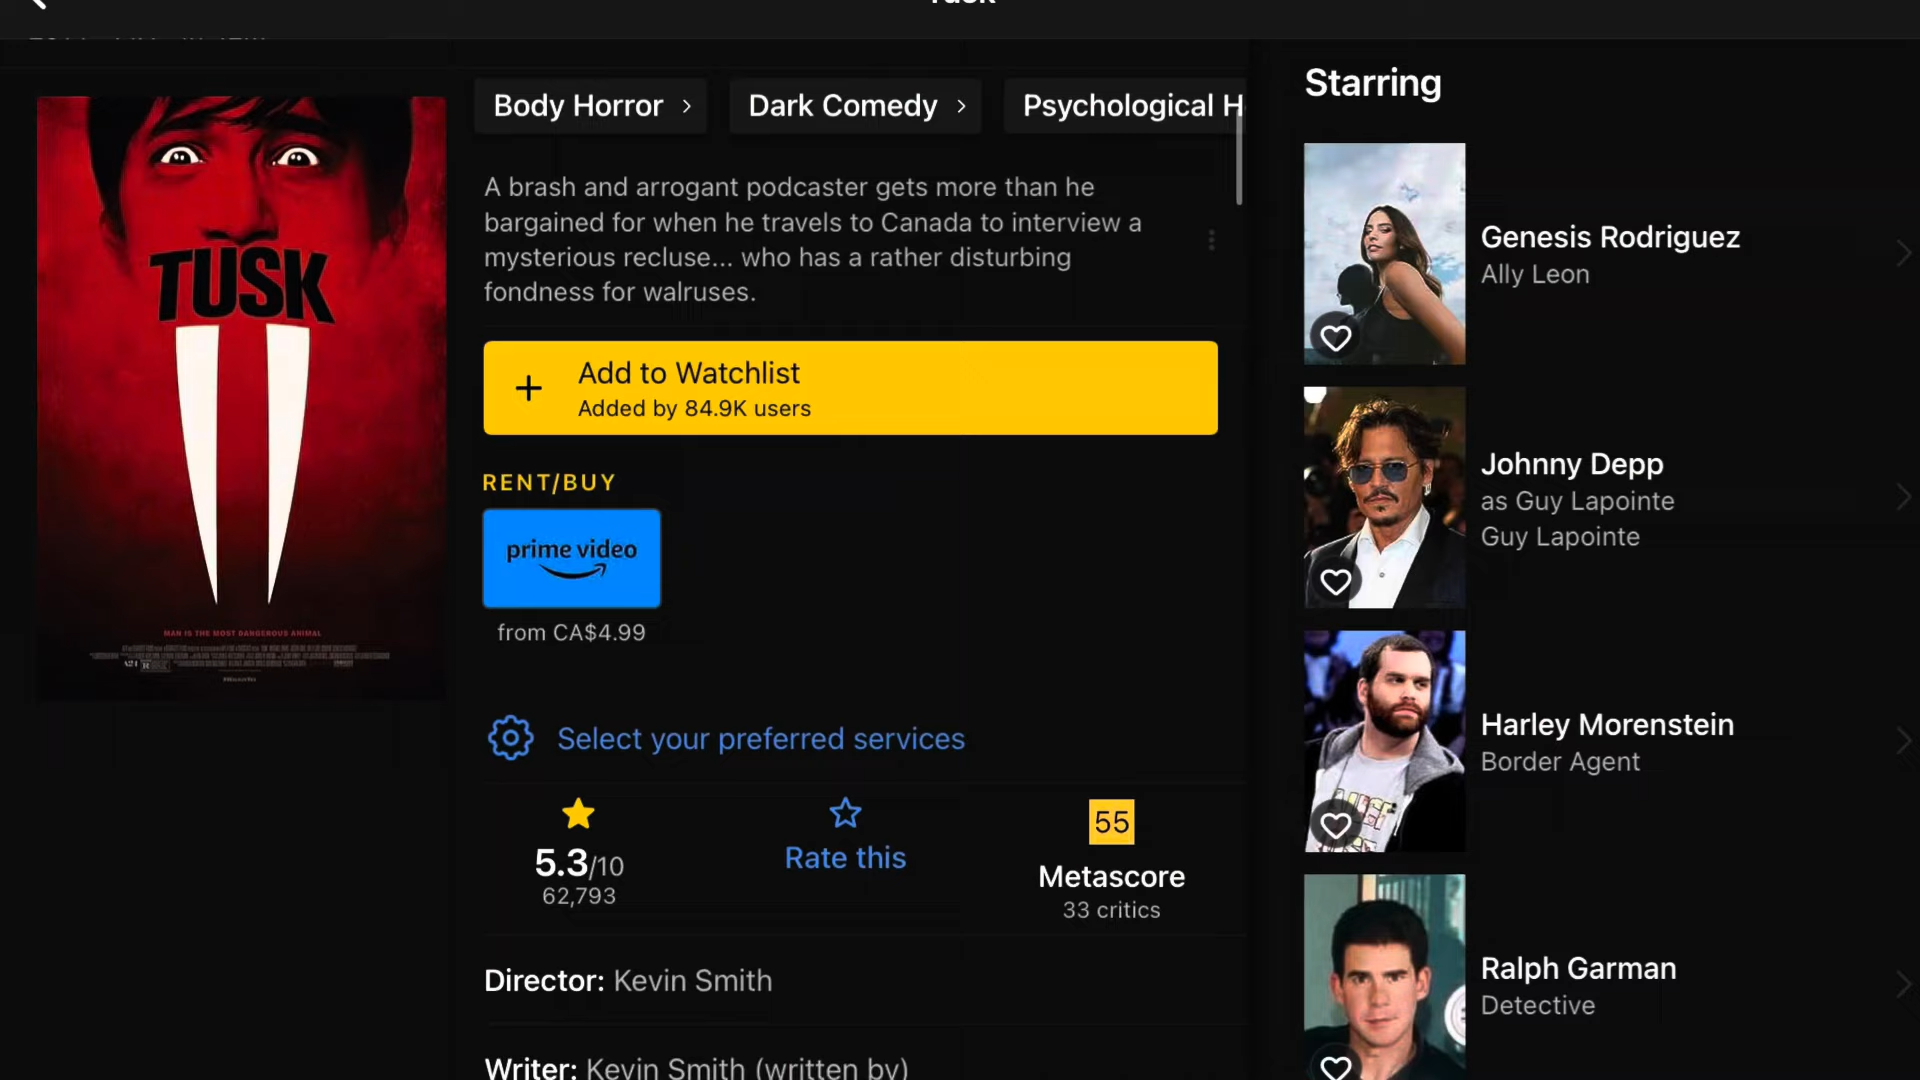 Body Horror
Dark Comedy
Psychological H
A brash and arrogant podcaster gets more than he
bargained for when he travels to Canada to interview a
mysterious recluse... who has a rather disturbing
fondness for walruses.
Add to Watchlist
Added by 84.9K users
RENT/BUY
prime video
from CA$4.99
Select your preferred services
5.3/10
62,793
Rate this
55
Metascore
33 critics
Director: Kevin Smith
Writer: Kevin Smith (written by)
TUSK
MAN IS THE MOST DANGEROUS ANIMAL
Starring
Genesis Rodriguez
Ally Leon
Johnny Depp
as Guy Lapointe
Guy Lapointe
Harley Morenstein
Border Agent
Ralph Garman
Detective